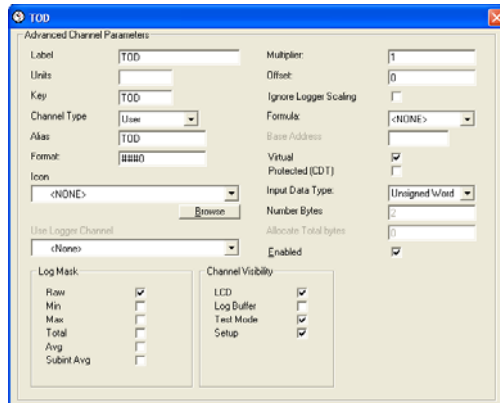 TOD
Advanced Channel Parameters
Label TOD
Units
Key TOD
Channel Type User
Alias TOD
Format: ###0
Icon
<NONE>
Browse
Use Logger Channel
<None>
Multiplier: 1
Offset: 0
Ignore Logger Scaling
Formula: <NONE>
Base Address
Virtual
Protected (CDT)
Input Data Type: Unsigned Word
Number Bytes 2
Allocate Total bytes 0
Enabled
Log Mask
Raw
Min
Max
Total
Avg
Subint Avg
Channel Visibility
LCD
Log Buffer
Test Mode
Setup